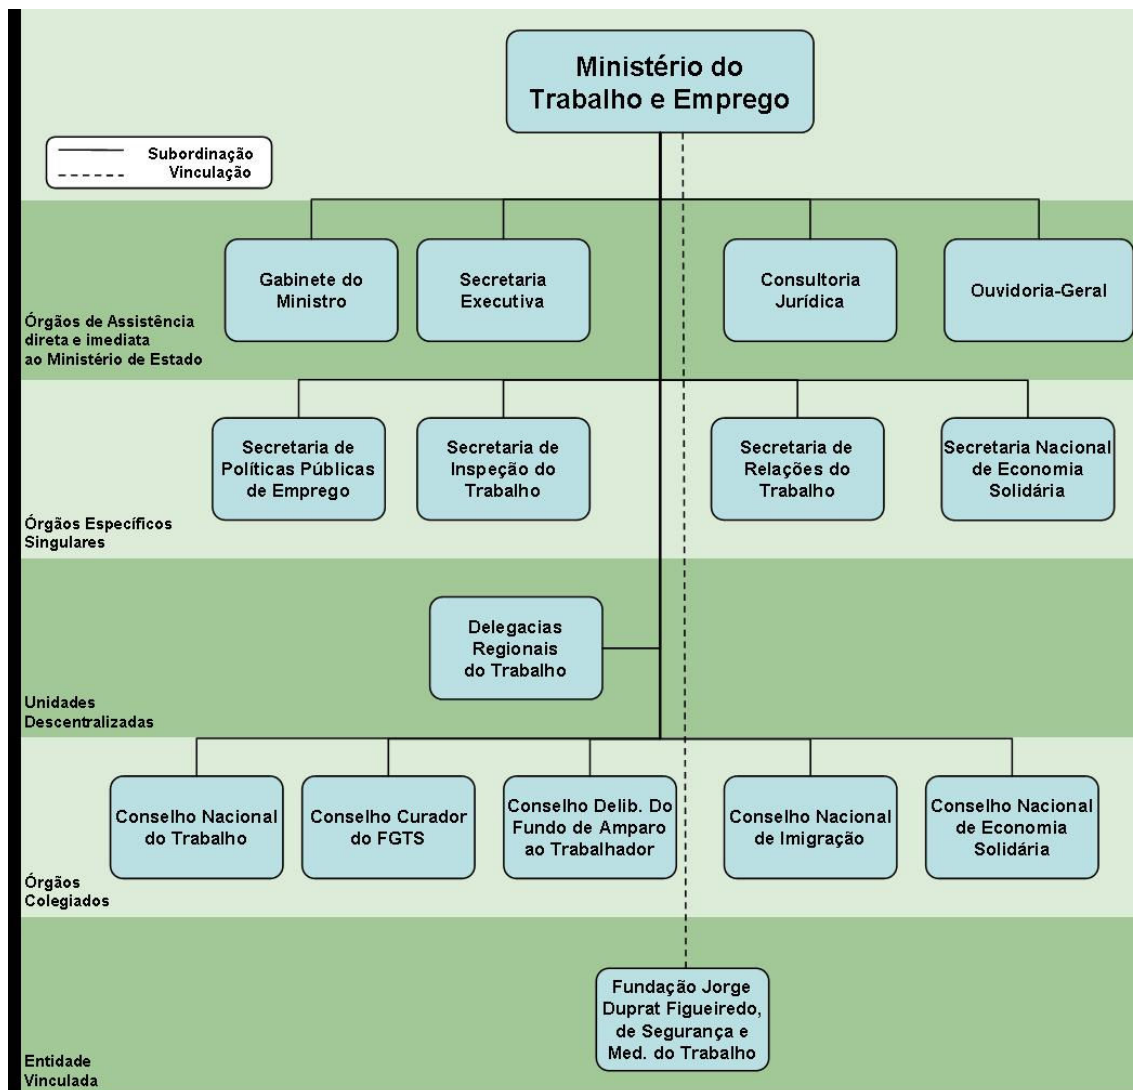 Ministério do
Trabalho e Emprego
Subordinação
Vinculação
Gabinete do
Ministro
Secretaria
Executiva
Consultoria
Jurídica
Ouvidoria-Geral
Órgãos de Assistência
direta e imediata
ao Ministério de Estado
Secretaria de
Políticas Públicas
de Emprego
Secretaria de
Inspeção do
Trabalho
Secretaria de
Relações do
Trabalho
Secretaria Nacional
de Economia
Solidária
Órgãos Específicos
Singulares
Delegacias
Regionais
do Trabalho
Unidades
Descentralizadas
Conselho Nacional
do Trabalho
Conselho Curador
do FGTS
Conselho Delib. Do
Fundo de Amparo
ao Trabalhador
Conselho Nacional
de Imigração
Conselho Nacional
de Economia
Solidária
Órgãos
Colegiados
Fundação Jorge
Duprat Figueiredo,
de Segurança e
Med. do Trabalho
Entidade
Vinculada